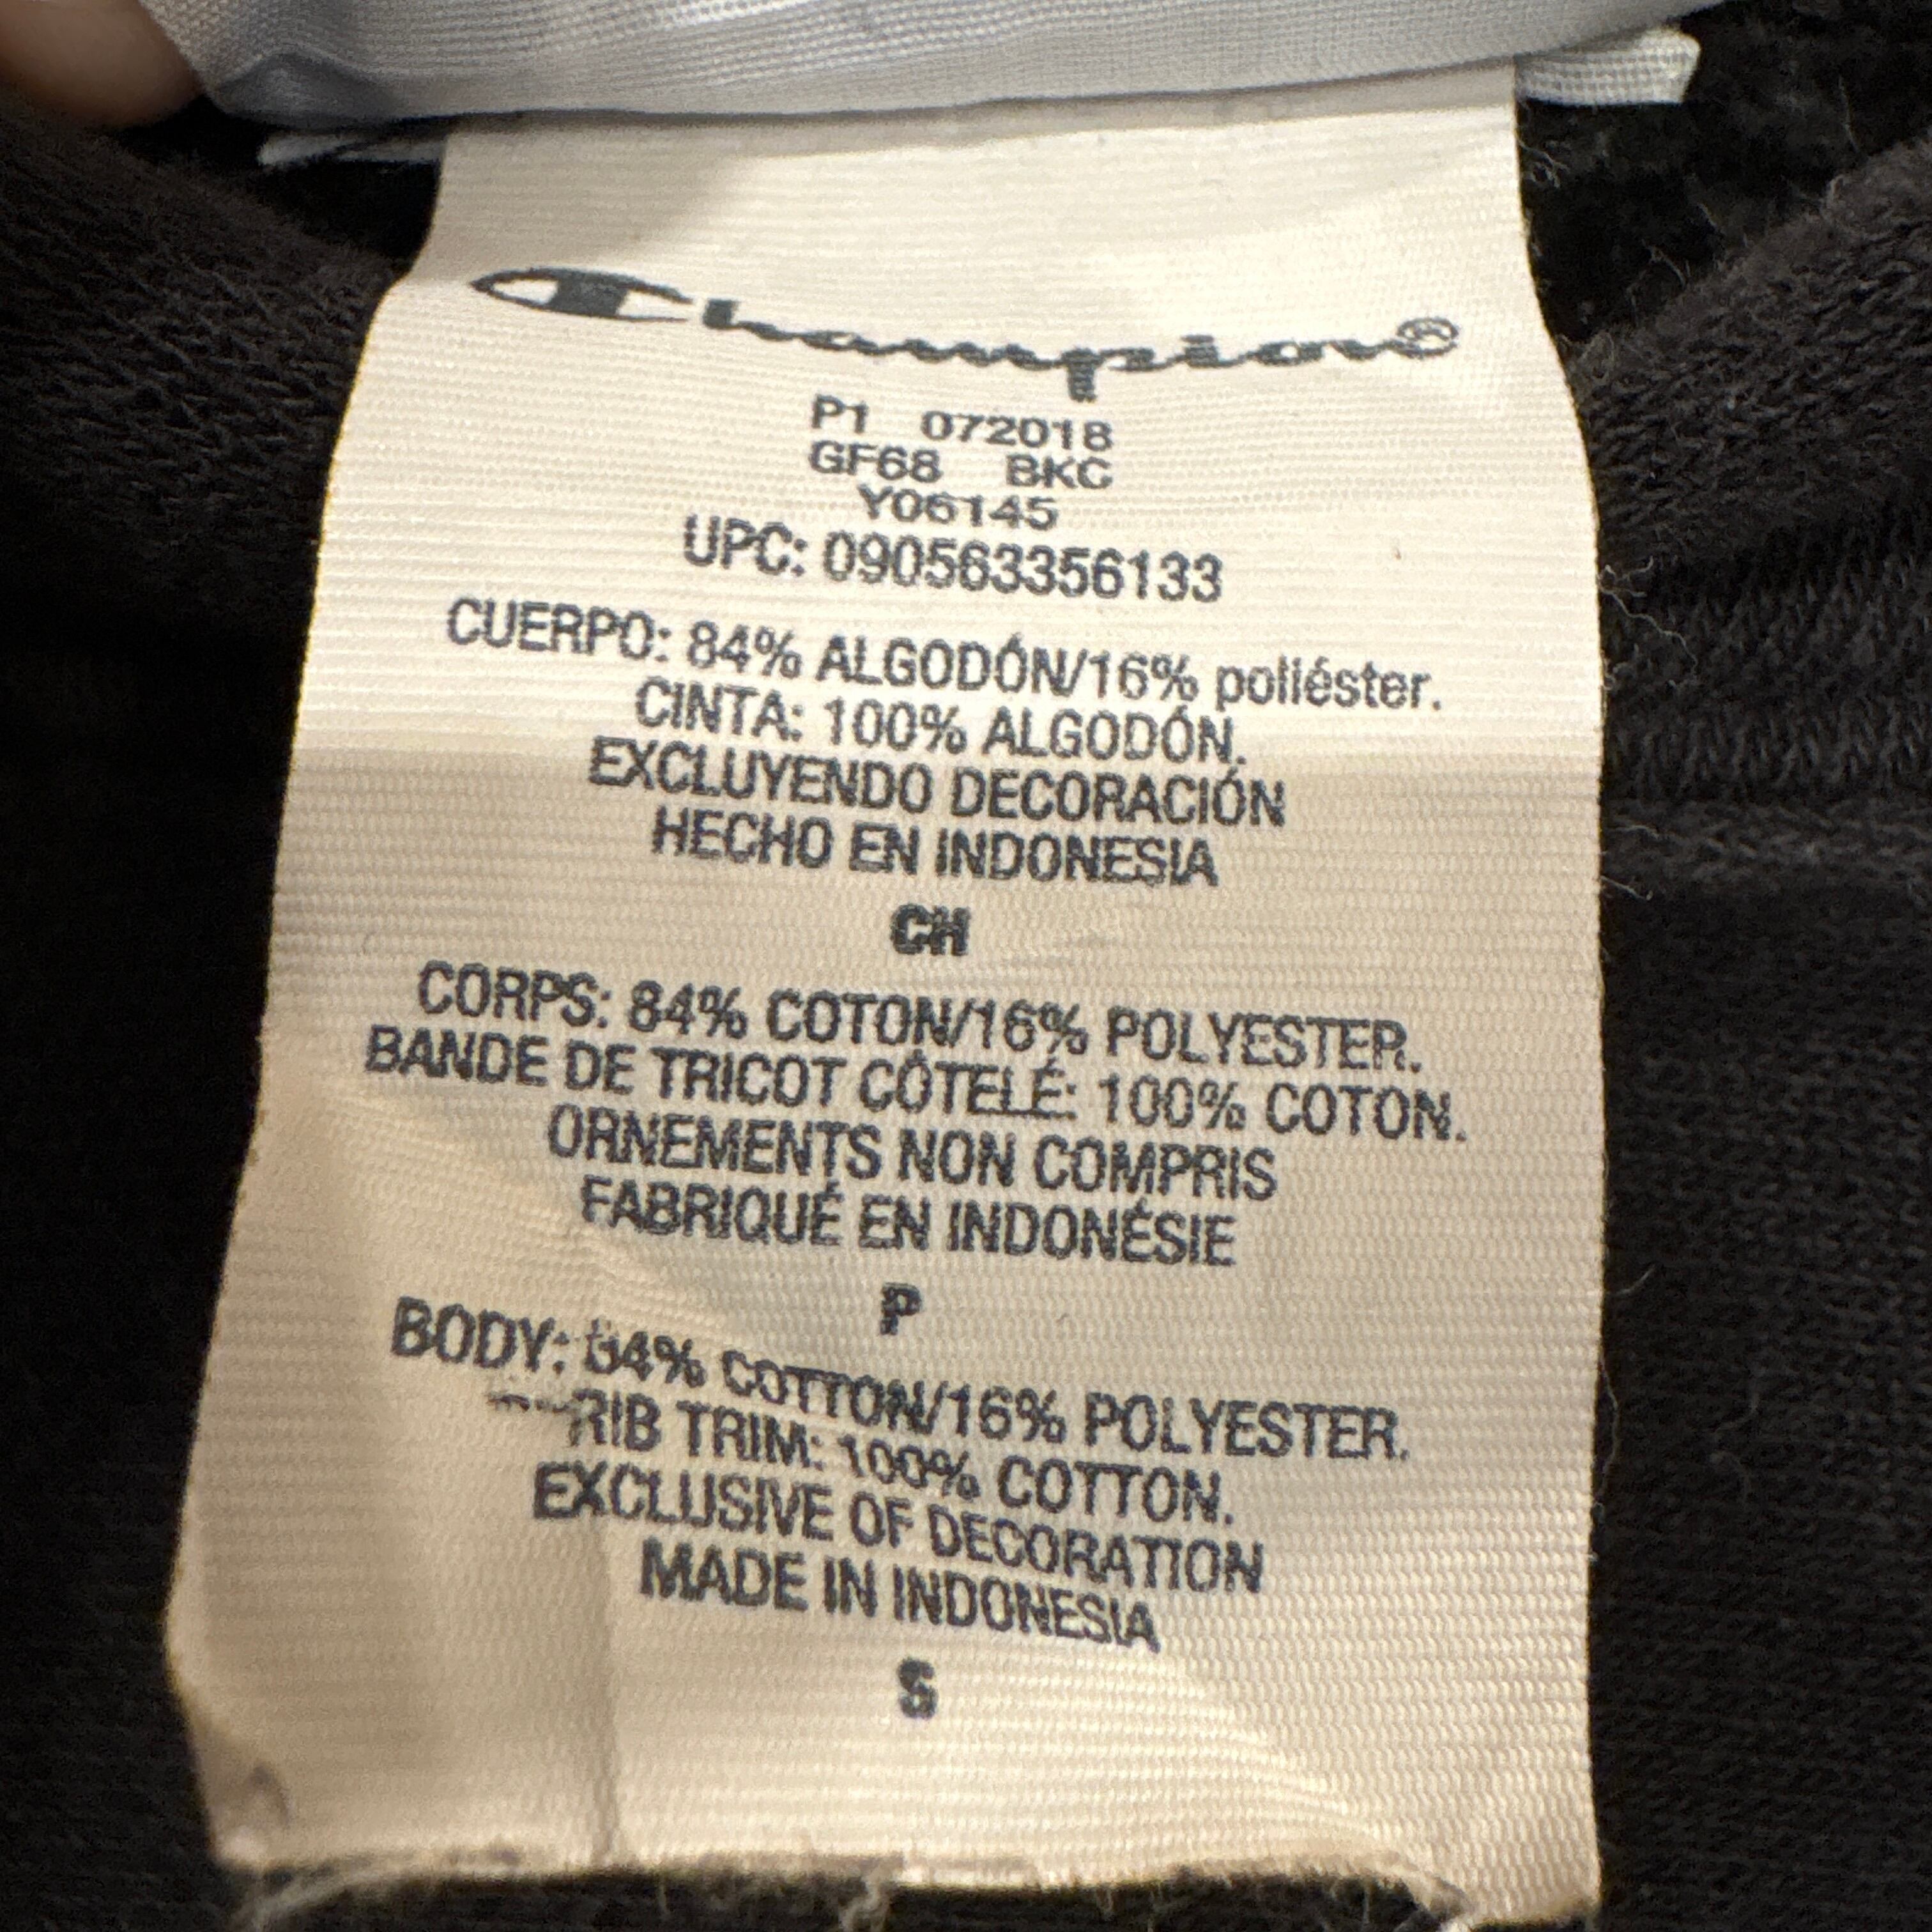 Champion®
P1 072018
GF68 BKC
Y06145
UPC: 090563356133
CUERPO: 84% ALGODÓN/16% poliéster.
CINTA: 100% ALGODÓN.
EXCLUYENDO DECORACIÓN
HECHO EN INDONESIA
CH
CORPS: 84% COTON/16% POLYESTER.
BANDE DE TRICOT CÔTELÉ: 100% COTON.
ORNEMENTS NON COMPRIS
FABRIQUÉ EN INDONÉSIE
P
BODY: 84% COTTON/16% POLYESTER.
RIB TRIM: 100% COTTON.
EXCLUSIVE OF DECORATION
MADE IN INDONESIA
S